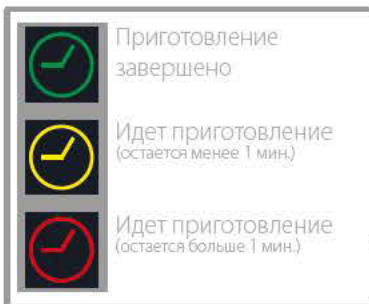 Приготовление
завершено
Идет приготовление
(остается менее 1 мин.)
Идет приготовление
(остается больше 1 мин.)